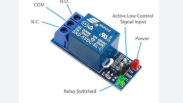 N.O.
COM
N.C.
Active Low Control
Signal Input
Power
Relay Switched